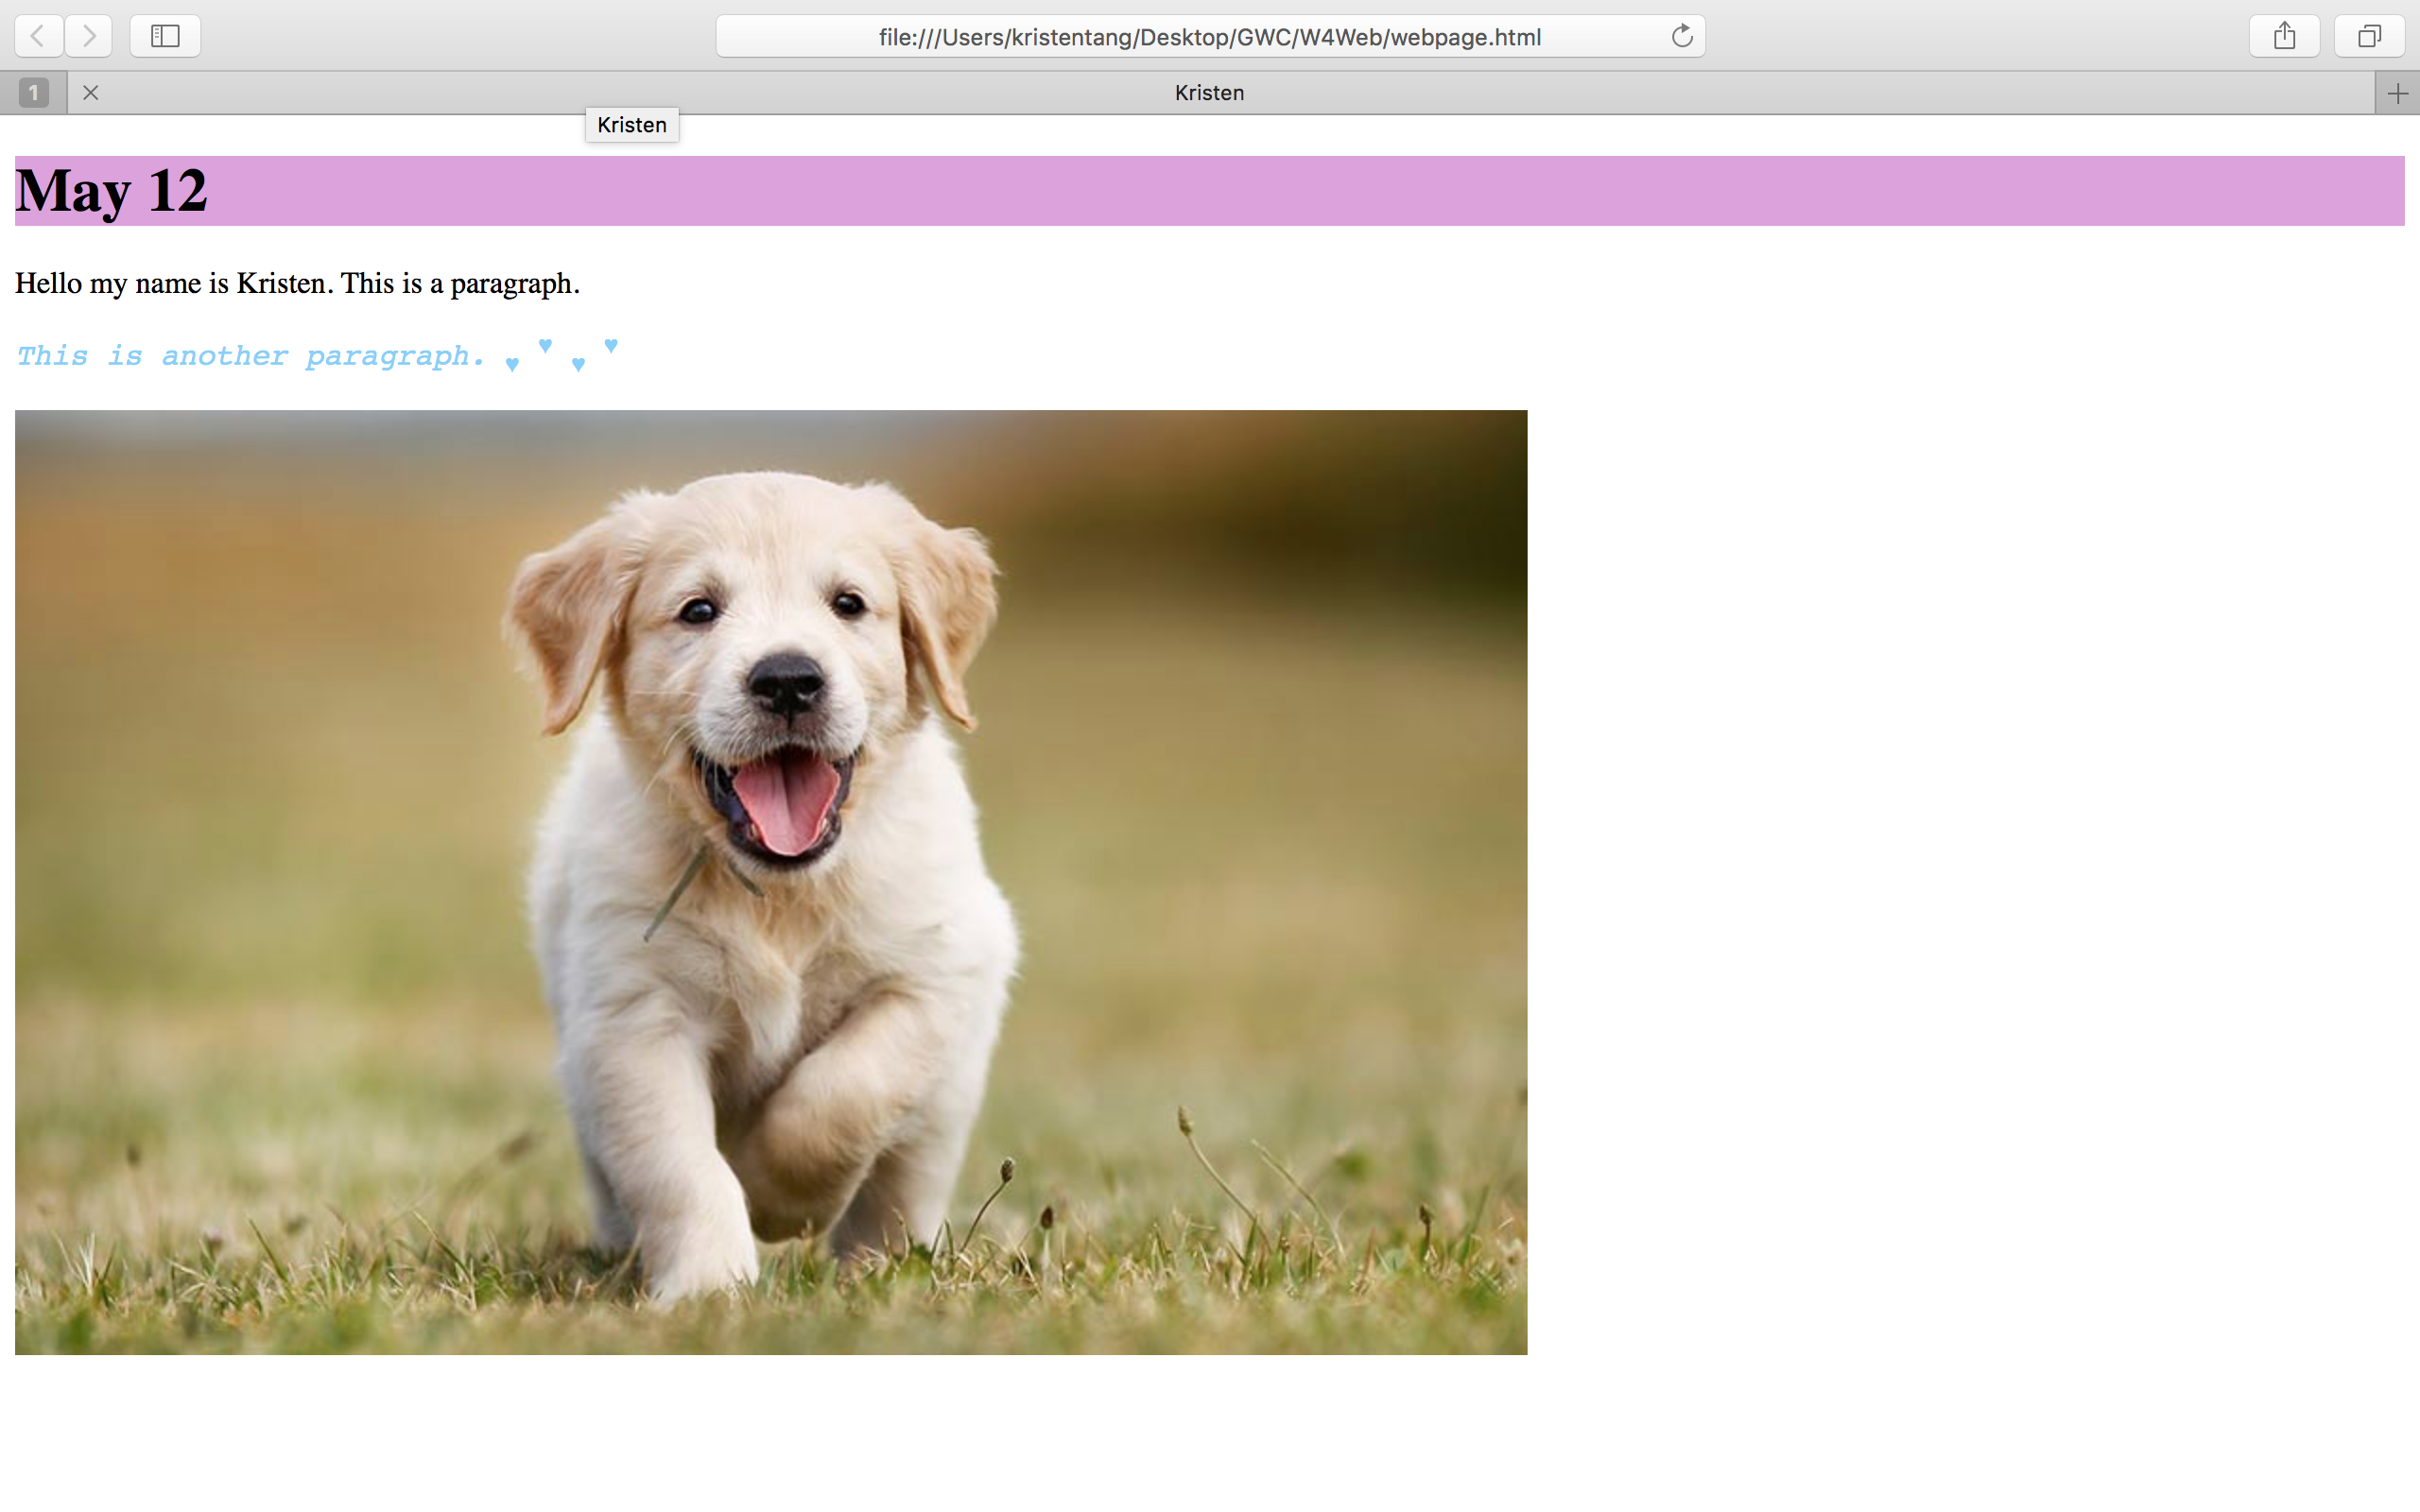 file:///Users/kristentang/Desktop/GWC/W4Web/webpage.html
1
Kristen
Kristen
May 12
Hello my name is Kristen. This is a paragraph.
This is another paragraph. ♥ ♥ ♥ ♥